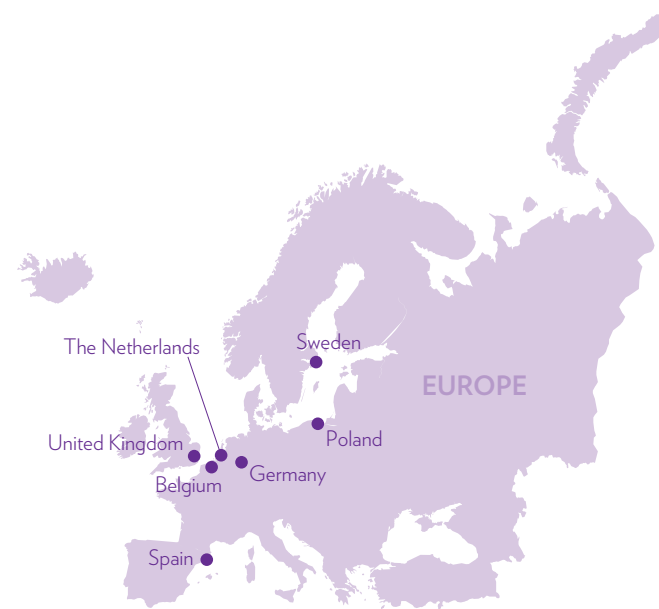 Sweden
The Netherlands
EUROPE
Poland
United Kingdom
Germany
Belgium
Spain